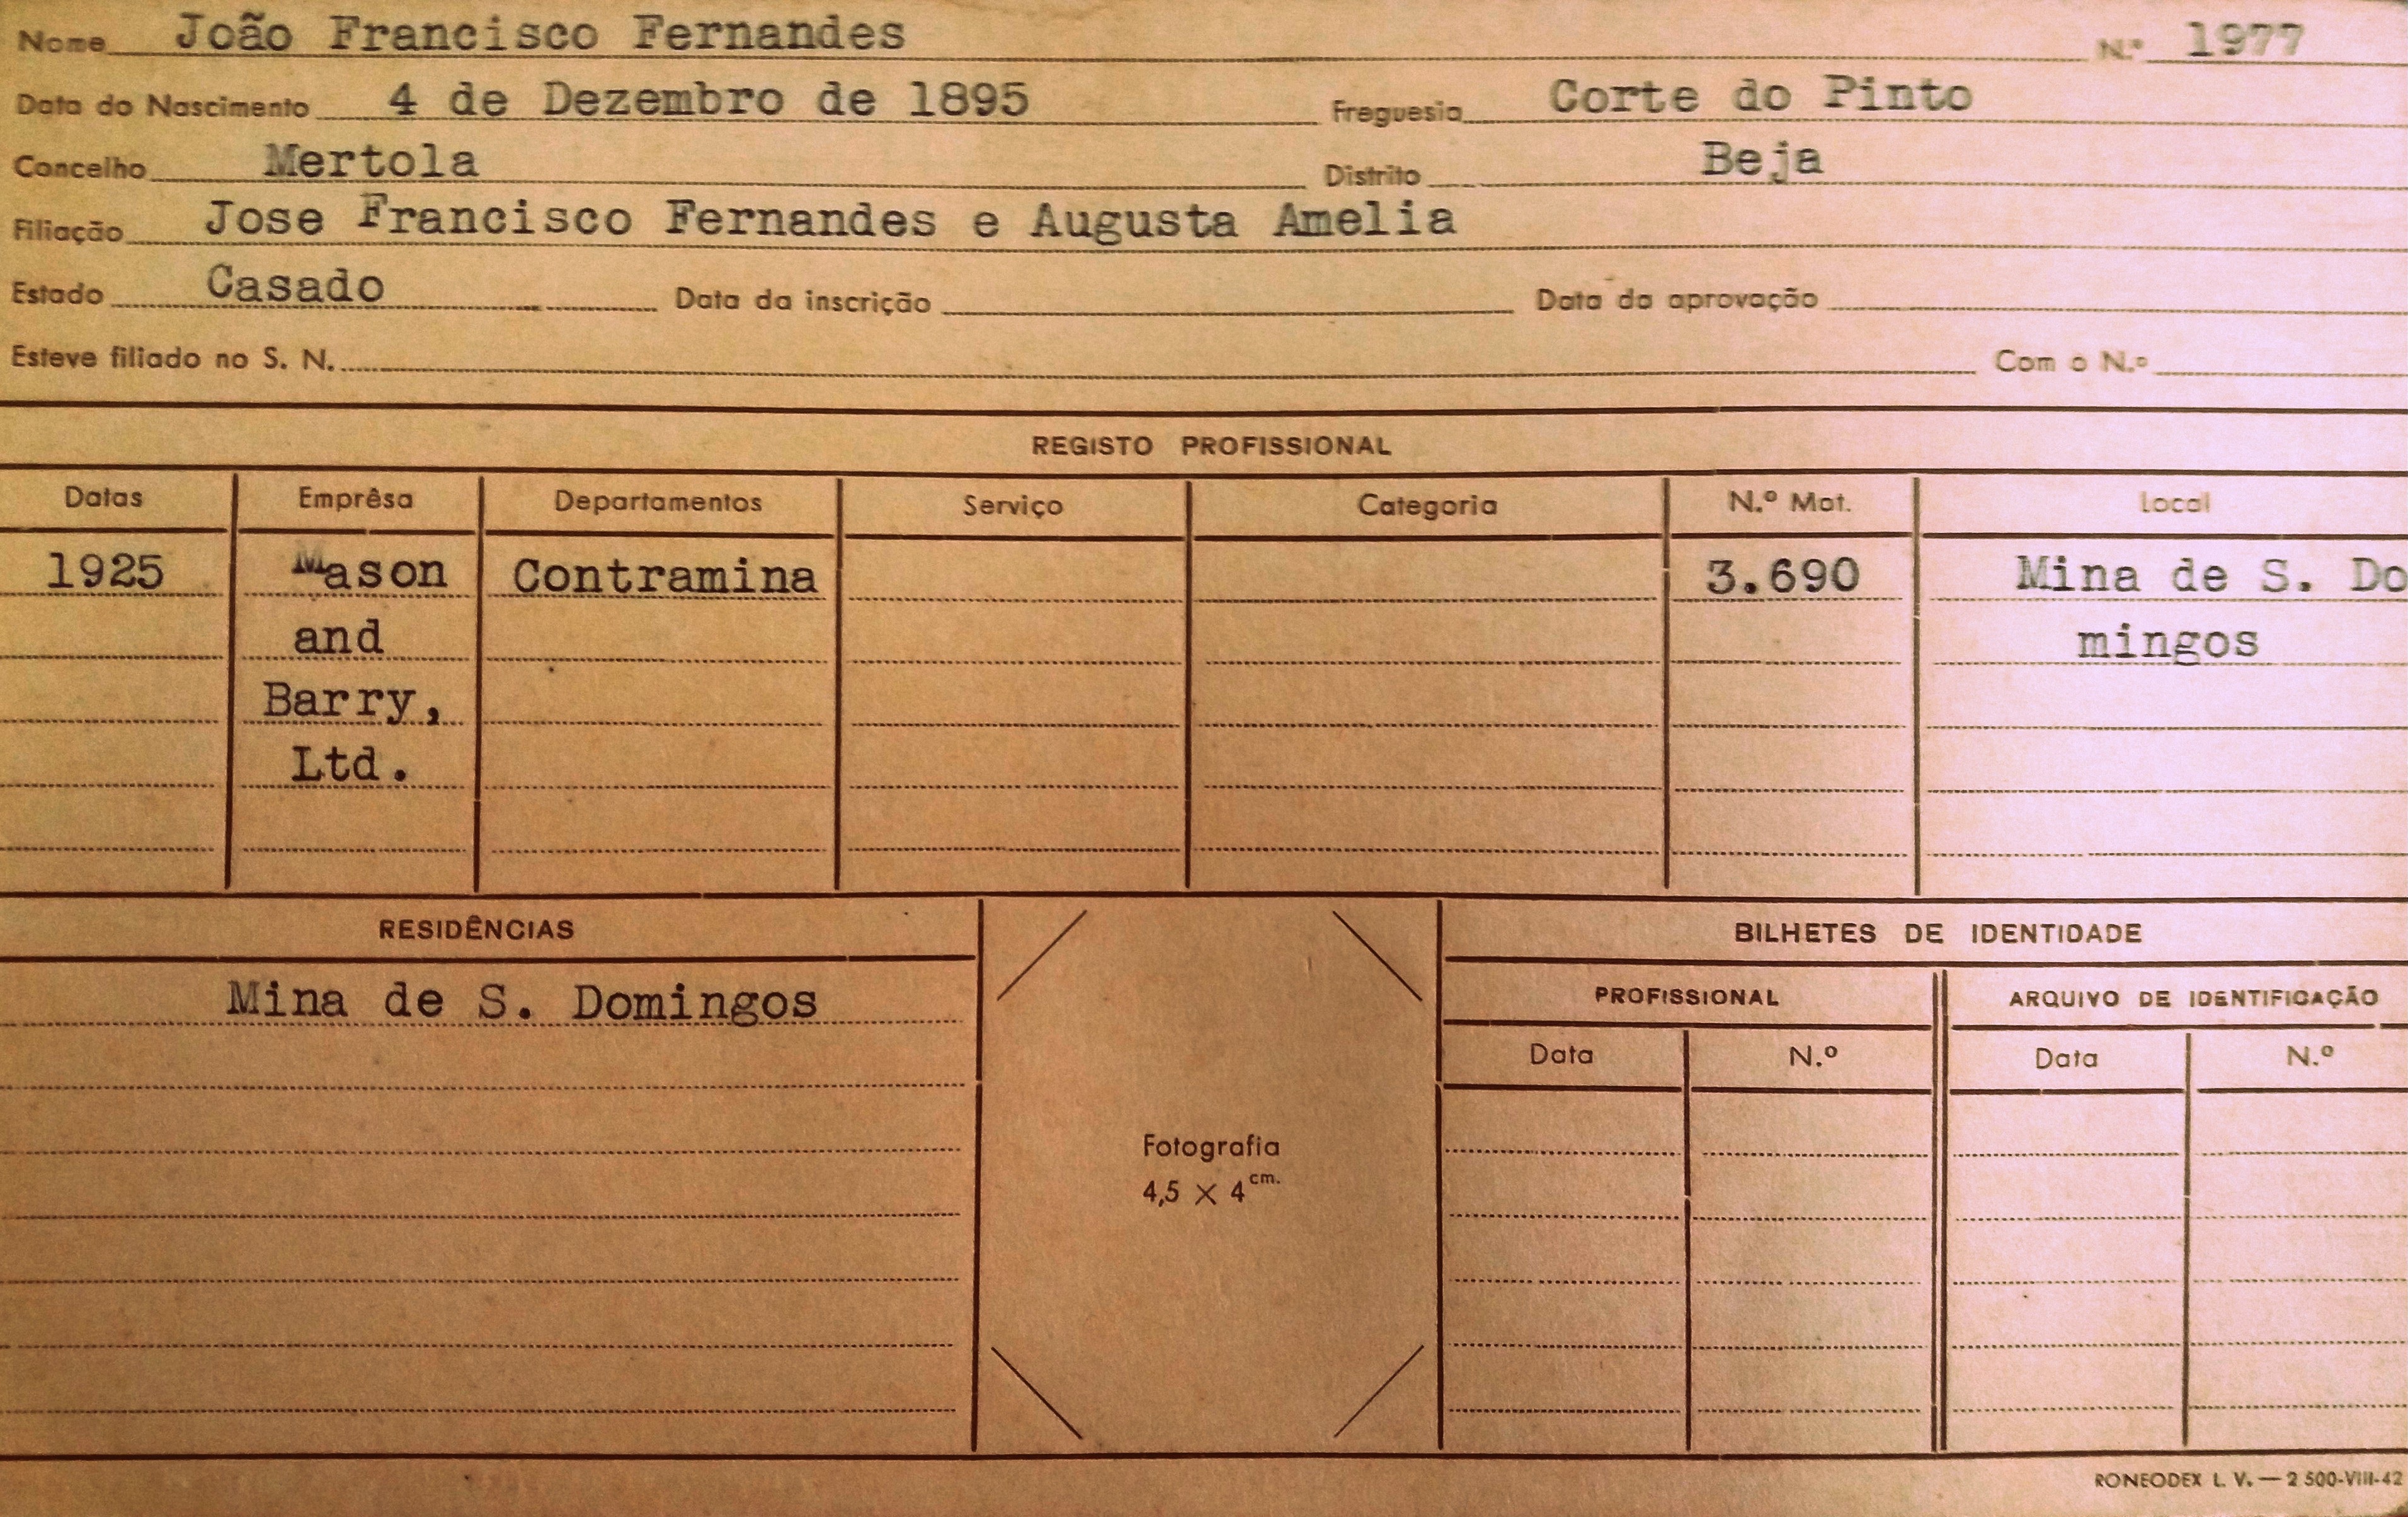 Nome João Francisco Fernandes N.º 1977
Data do Nascimento 4 de Dezembro de 1895 Freguesia Corte do Pinto
Concelho Mertola Distrito Beja
Filiação Jose Francisco Fernandes e Augusta Amelia
Estado Casado Data da inscrição Data da aprovação
Esteve filiado no S. N. Com o N.º
REGISTO PROFISSIONAL
Datas Emprêsa Departamentos Serviço Categoria N.º Mat. Local
1925 Mason Contramina 3.690 Mina de S. Do
and mingos
Barry,
Ltd.
RESIDÊNCIAS
Mina de S. Domingos
Fotografia
4,5 × 4 cm.
BILHETES DE IDENTIDADE
PROFISSIONAL ARQUIVO DE IDENTIFICAÇÃO
Data N.º Data N.º
RONEODEX L. V. — 2 500-VIII-42